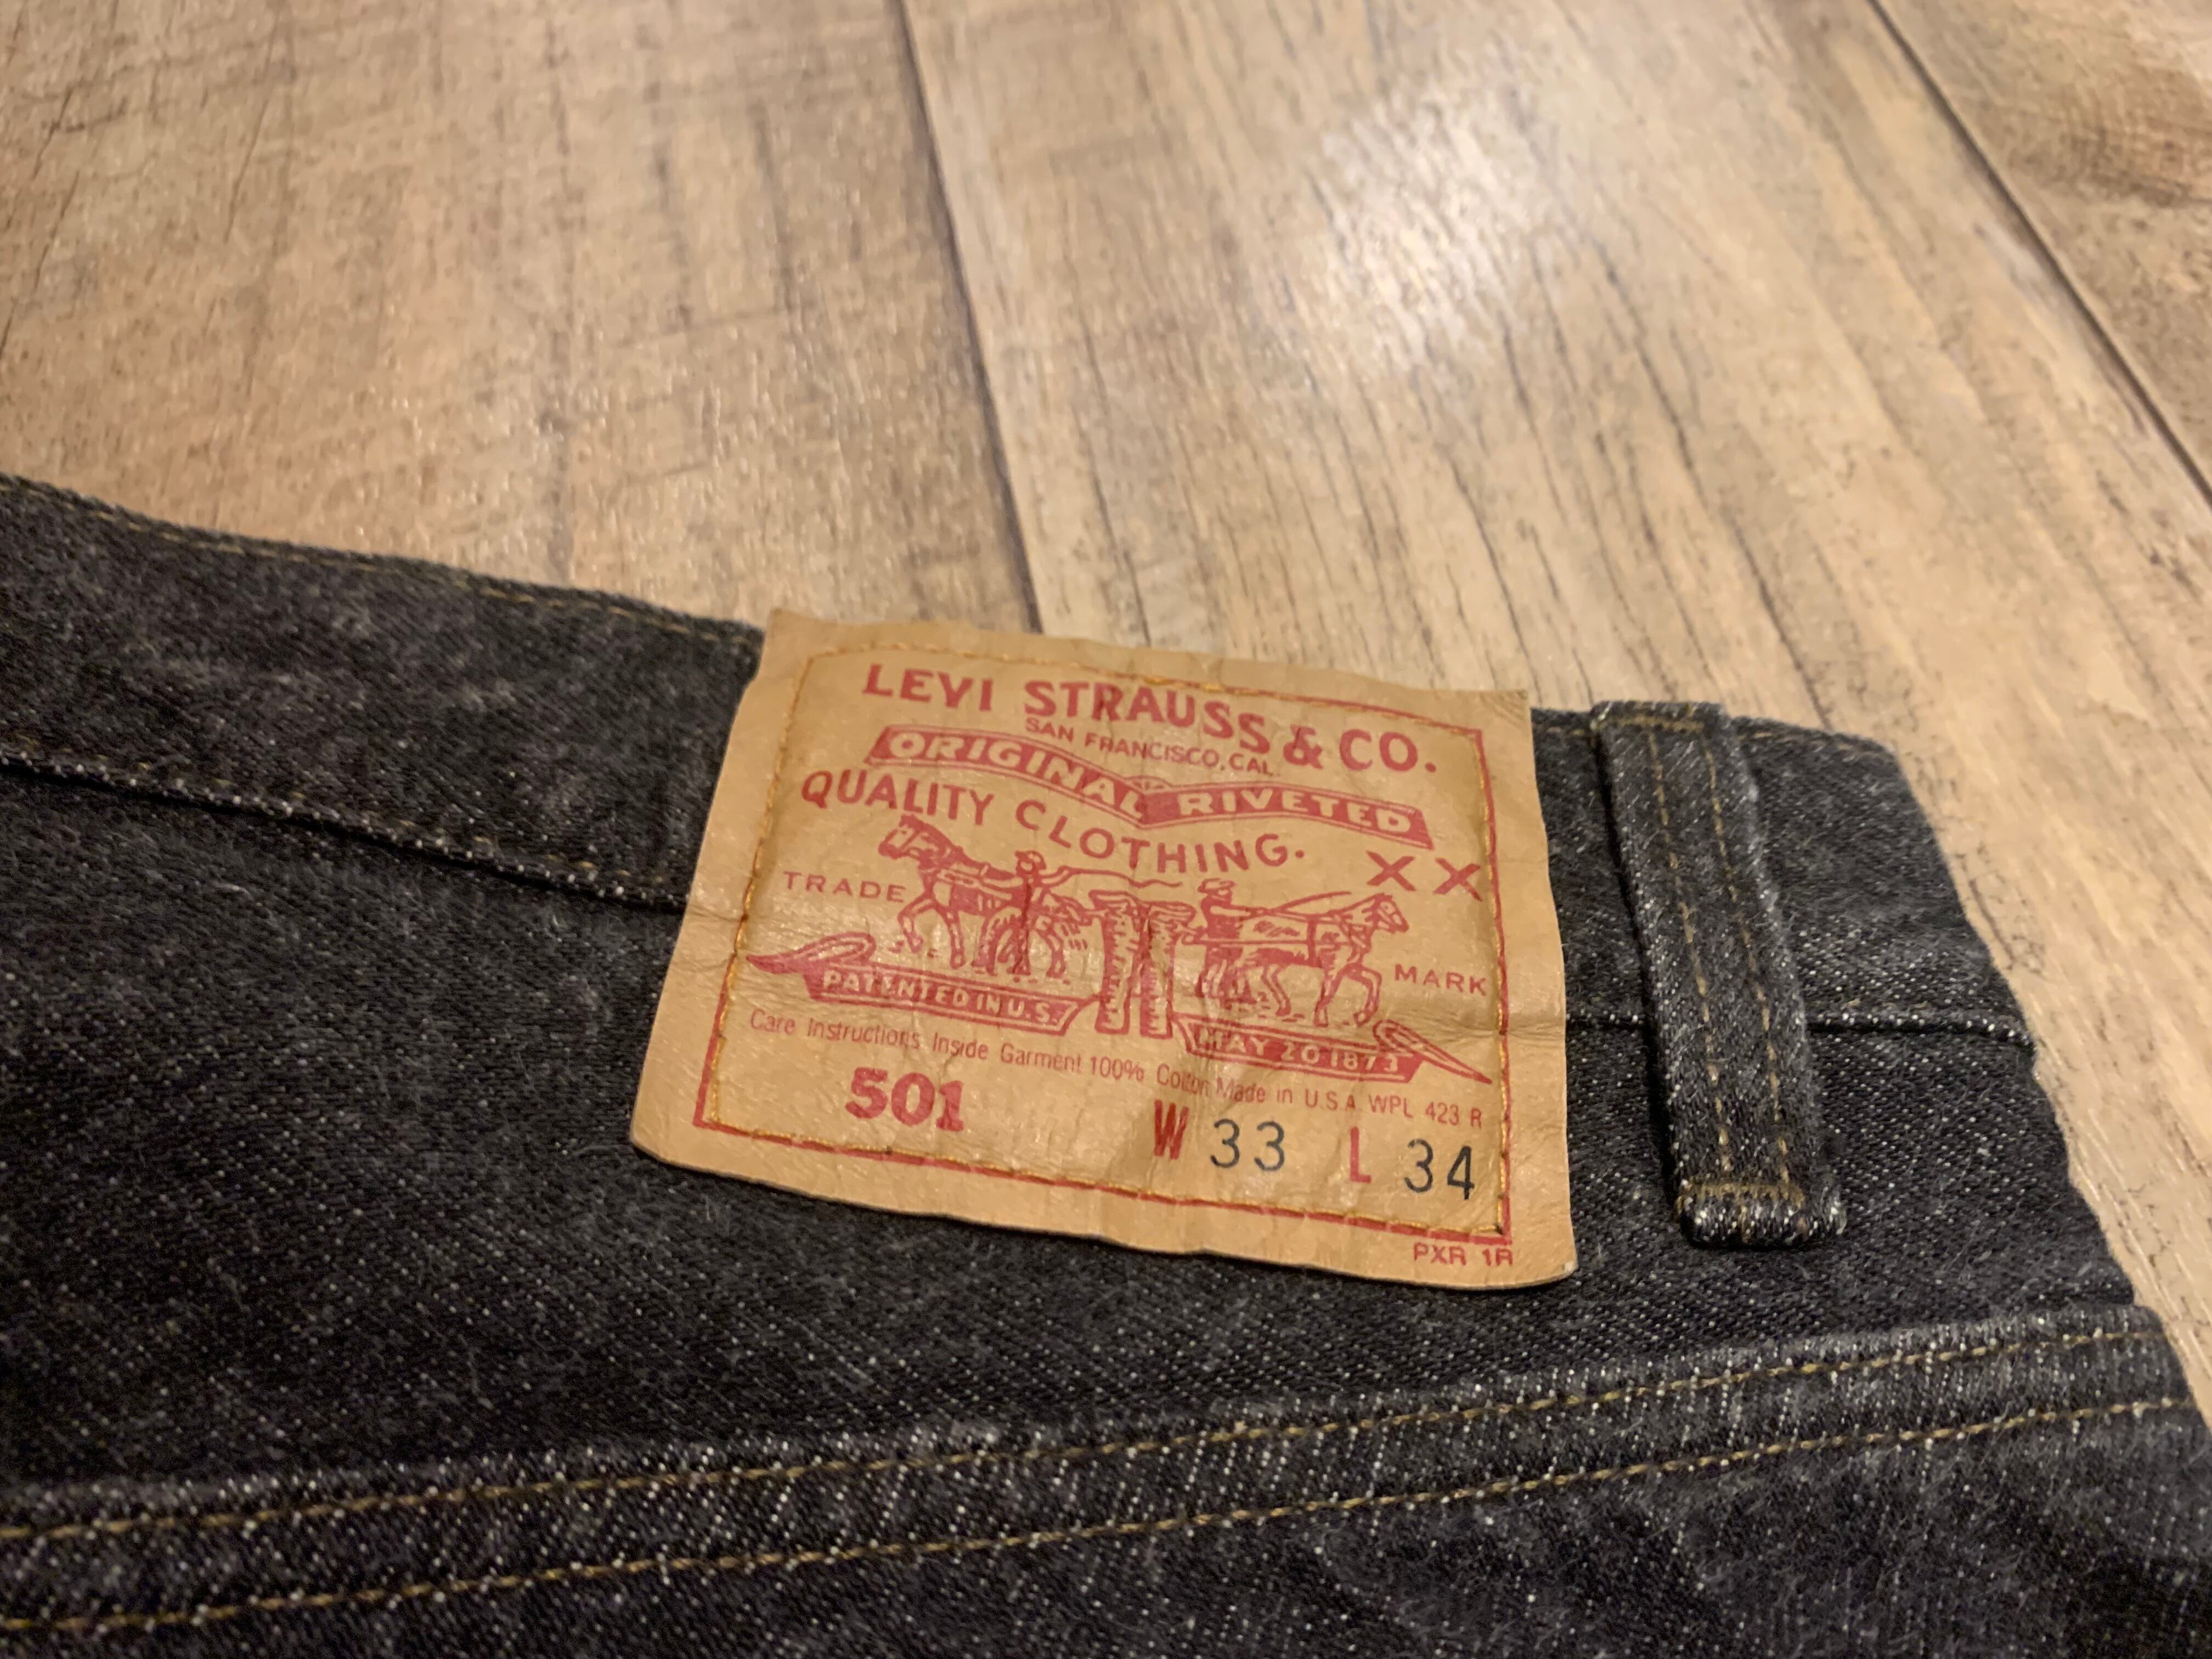 LEVI STRAUSS & CO.
SAN FRANCISCO, CAL.
ORIGINAL RIVETED
QUALITY CLOTHING.
XX
TRADE MARK
PATENTED IN U.S. MAY 20 1873
Care Instructions Inside Garment 100% Cotton Made in U.S.A. WPL 423 R
501 W 33 L 34
PXR 1R